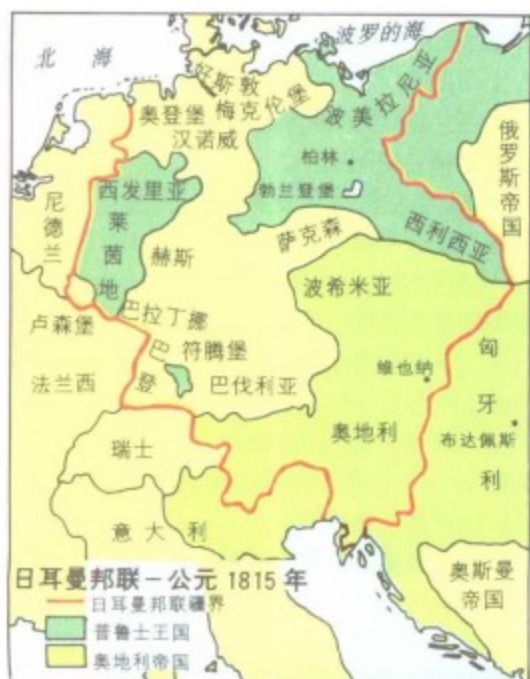 波罗的海
北海
好斯敦
奥登堡
梅克伦堡
波美拉尼亚
俄罗斯帝国
汉诺威
柏林
勃兰登堡
尼德兰
西发里亚
莱茵地
赫斯
萨克森
西利西亚
波希米亚
卢森堡
巴拉丁挪
巴登
符腾堡
法兰西
巴伐利亚
维也纳
匈牙利
布达佩斯
奥地利
瑞士
意大利
奥斯曼
帝国
日耳曼邦联－公元 1815 年
日耳曼邦联疆界
普鲁士王国
奥地利帝国